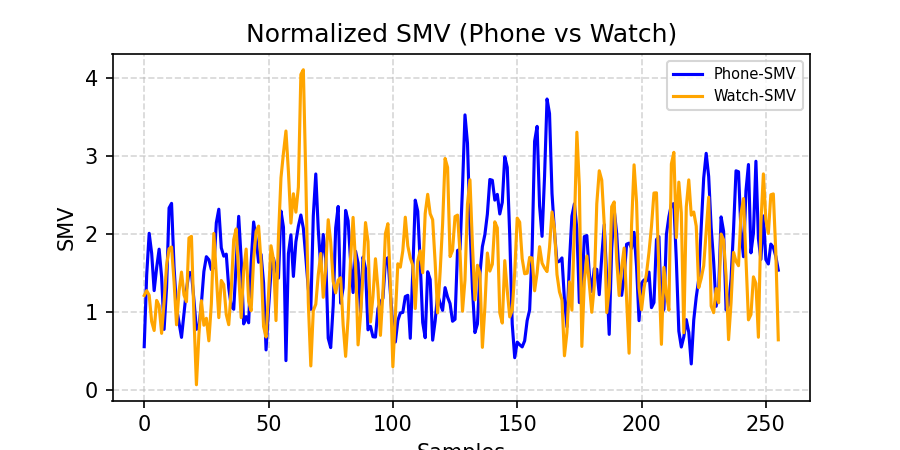 Normalized SMV (Phone vs Watch)
Phone-SMV
Watch-SMV
SMV
4
3
2
1
0
0 50 100 150 200 250
Samples